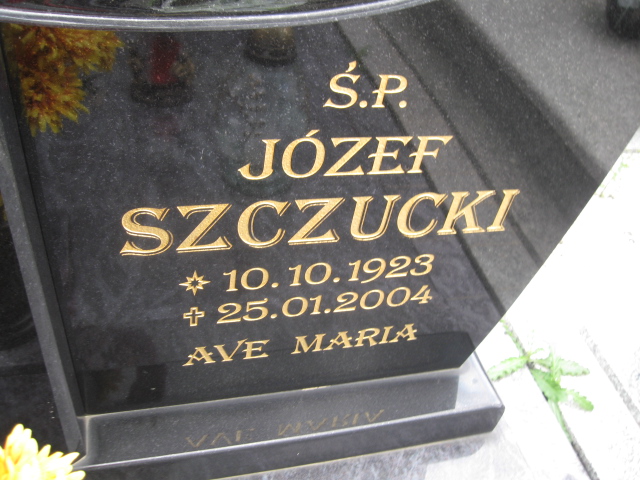 Ś.P.
JÓZEF
SZCZUCKI
✵ 10.10.1923
✝ 25.01.2004
AVE MARIA